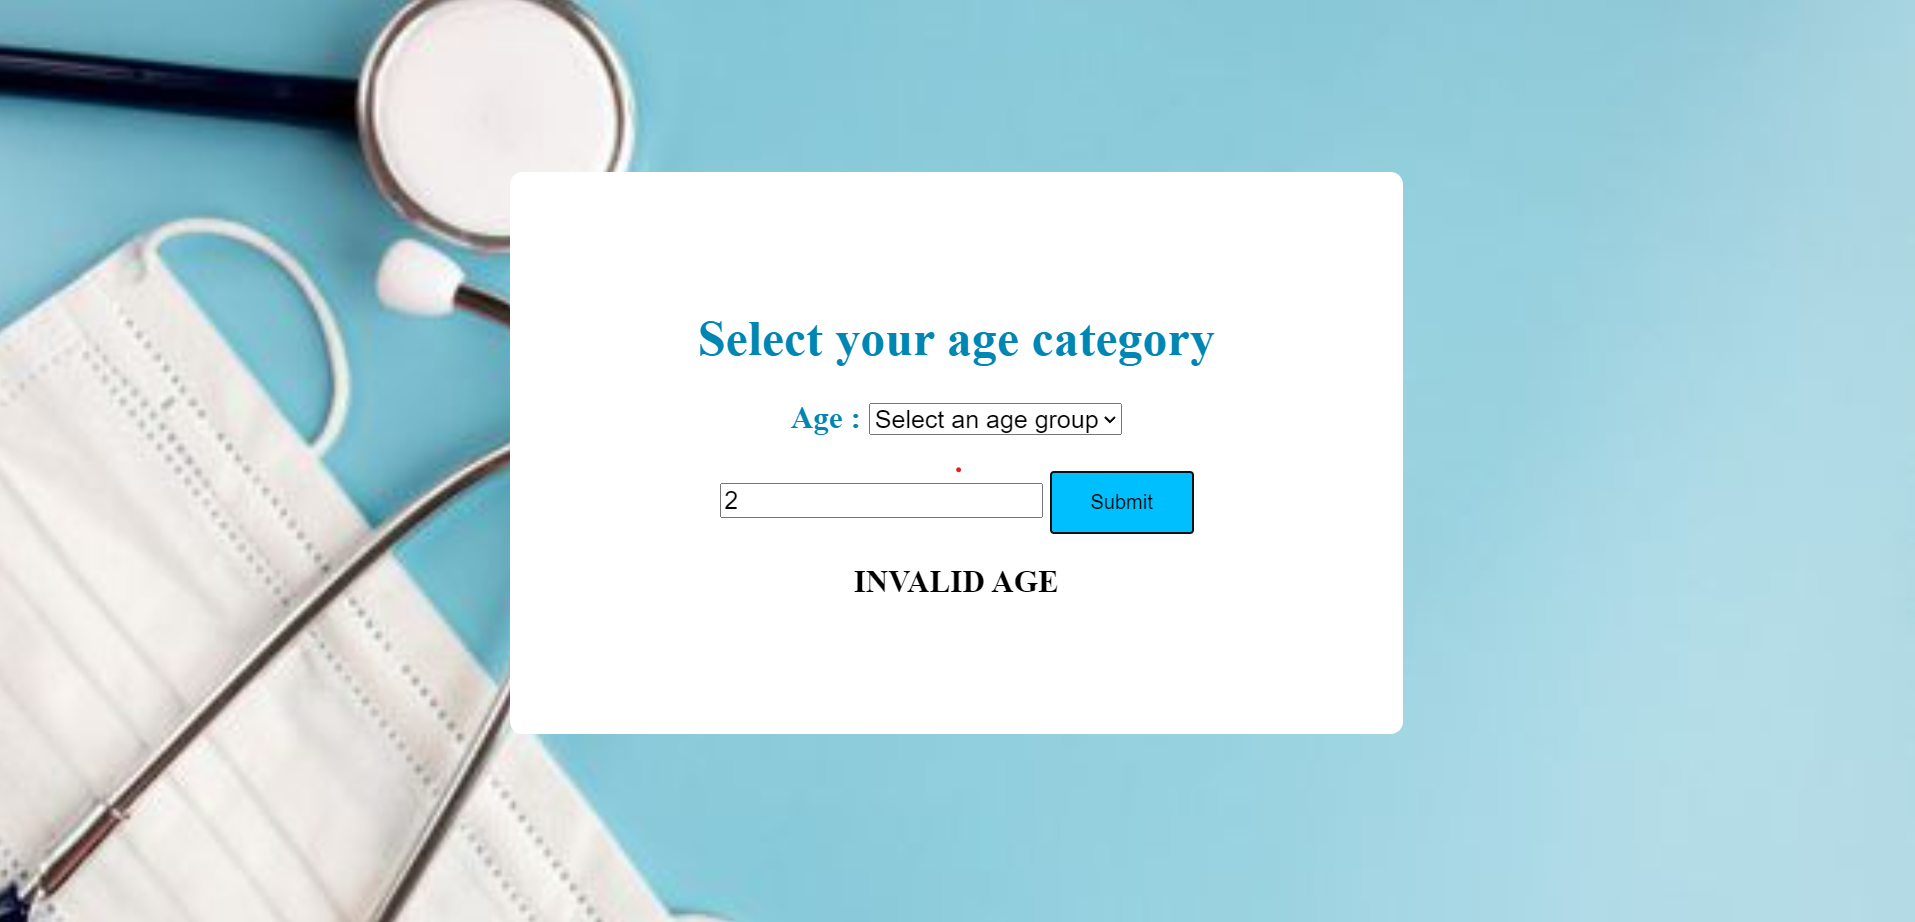 Select your age category
Age : Select an age group
2 Submit
INVALID AGE